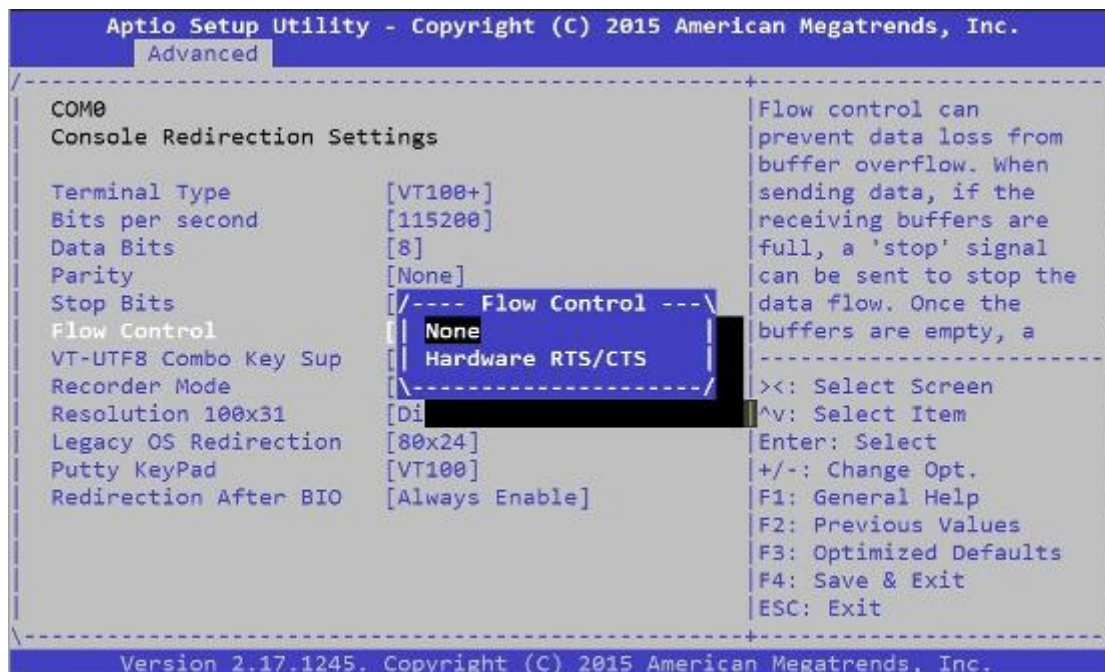 Aptio Setup Utility - Copyright (C) 2015 American Megatrends, Inc.
Advanced
COM0
Console Redirection Settings
Terminal Type [VT100+]
Bits per second [115200]
Data Bits [8]
Parity [None]
Stop Bits [
Flow Control [
VT-UTF8 Combo Key Sup [
Recorder Mode [
Resolution 100x31 [Di
Legacy OS Redirection [80x24]
Putty KeyPad [VT100]
Redirection After BIO [Always Enable]
/---- Flow Control ---\
None
Hardware RTS/CTS
Flow control can
prevent data loss from
buffer overflow. When
sending data, if the
receiving buffers are
full, a 'stop' signal
can be sent to stop the
data flow. Once the
buffers are empty, a
><: Select Screen
^v: Select Item
Enter: Select
+/-: Change Opt.
F1: General Help
F2: Previous Values
F3: Optimized Defaults
F4: Save & Exit
ESC: Exit
Version 2.17.1245. Copyright (C) 2015 American Megatrends, Inc.